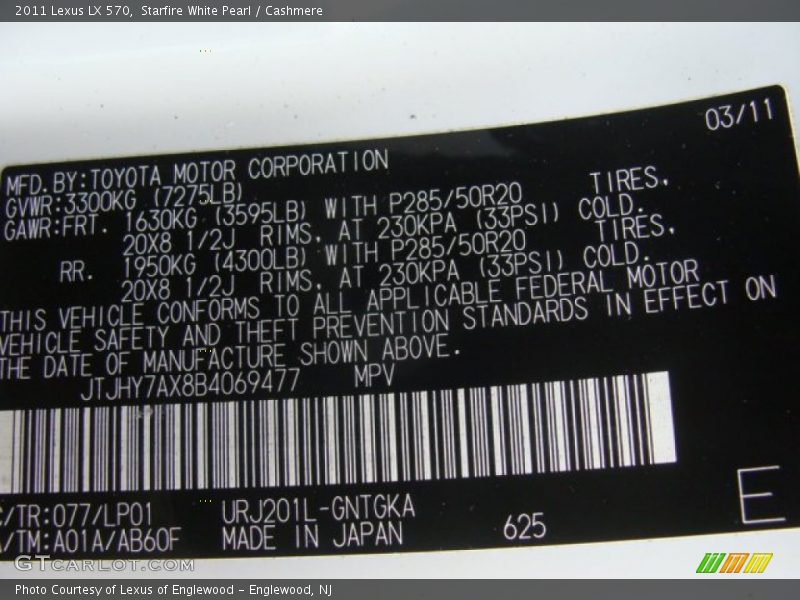 2011 Lexus LX 570, Starfire White Pearl / Cashmere
03/11
MFD.BY:TOYOTA MOTOR CORPORATION
GVWR:3300KG (7275LB)
GAWR:FRT. 1630KG (3595LB) WITH P285/50R20 TIRES,
20X8 1/2J RIMS, AT 230KPA (33PSI) COLD.
RR. 1950KG (4300LB) WITH P285/50R20 TIRES,
20X8 1/2J RIMS, AT 230KPA (33PSI) COLD.
THIS VEHICLE CONFORMS TO ALL APPLICABLE FEDERAL MOTOR
VEHICLE SAFETY AND THEFT PREVENTION STANDARDS IN EFFECT ON
THE DATE OF MANUFACTURE SHOWN ABOVE.
JTJHY7AX8B4069477 MPV
C/TR:077/LP01 URJ201L-GNTGKA
A/TM:A01A/AB60F MADE IN JAPAN 625 E
GTCARLOT.COM
Photo Courtesy of Lexus of Englewood - Englewood, NJ